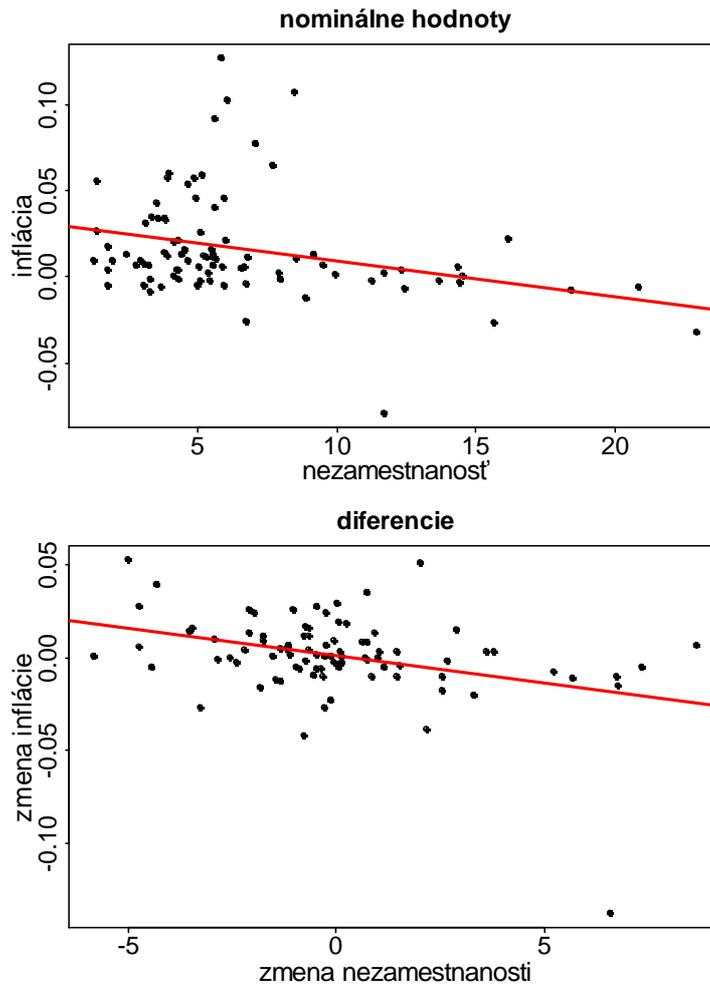 nominálne hodnoty
inflácia
0.10
0.05
0.00
-0.05
5
10
15
20
nezamestnanosť
diferencie
zmena inflácie
0.05
0.00
-0.05
-0.10
-5
0
5
zmena nezamestnanosti